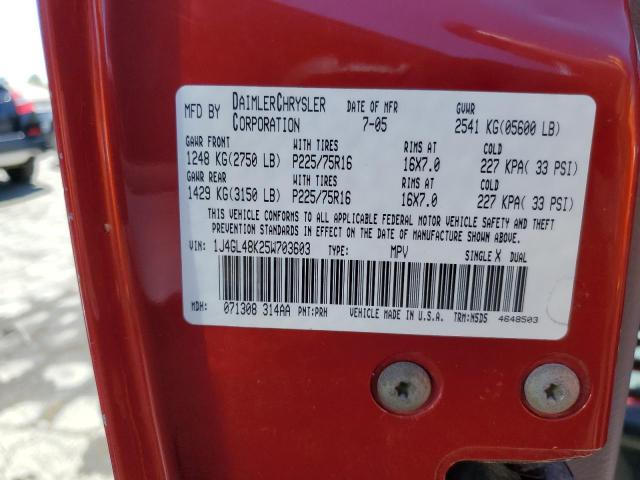 MFD BY DAIMLERCHRYSLER CORPORATION DATE OF MFR 7-05 GVWR 2541 KG(05600 LB)
GAWR FRONT WITH TIRES RIMS AT COLD
1248 KG(2750 LB) P225/75R16 16X7.0 227 KPA( 33 PSI)
GAWR REAR WITH TIRES RIMS AT COLD
1429 KG(3150 LB) P225/75R16 16X7.0 227 KPA( 33 PSI)
THIS VEHICLE CONFORMS TO ALL APPLICABLE FEDERAL MOTOR VEHICLE SAFETY AND THEFT
PREVENTION STANDARDS IN EFFECT ON THE DATE OF MANUFACTURE SHOWN ABOVE.
VIN: 1J4GL48K25W703603 TYPE: MPV SINGLE X DUAL
MDH: 071308 314AA PNT:PRH VEHICLE MADE IN U.S.A. TRM:N5D5 4648503